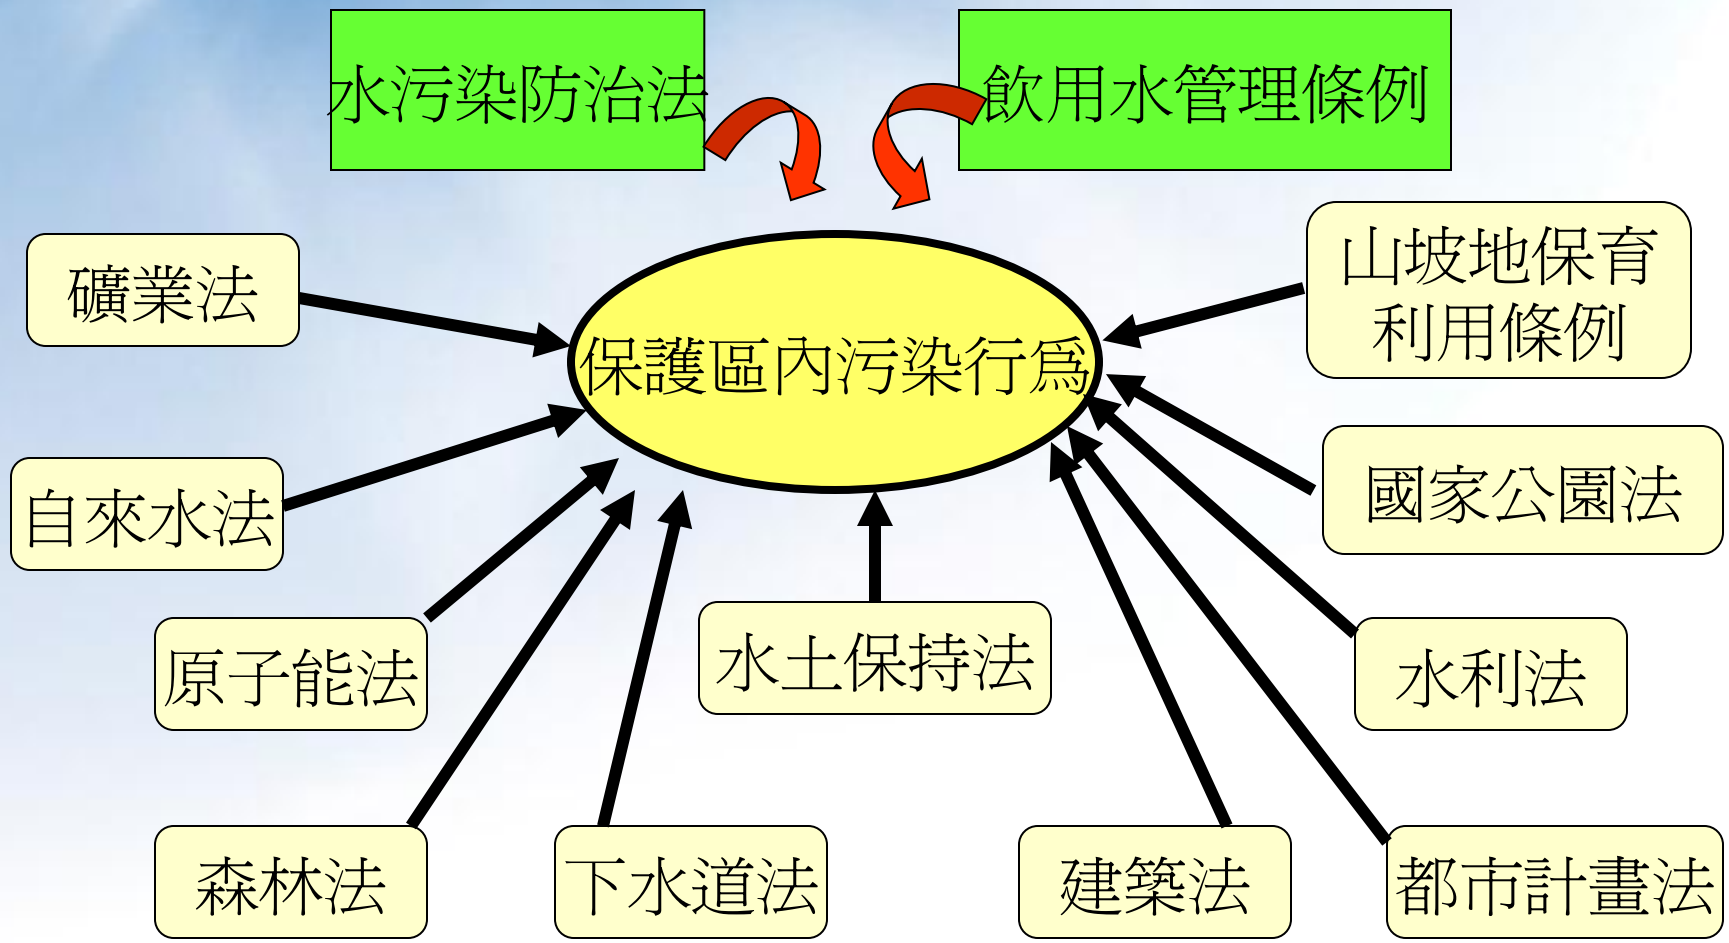 水污染防治法
飲用水管理條例
礦業法
保護區內污染行為
山坡地保育
利用條例
自來水法
國家公園法
原子能法
水土保持法
水利法
森林法
下水道法
建築法
都市計畫法